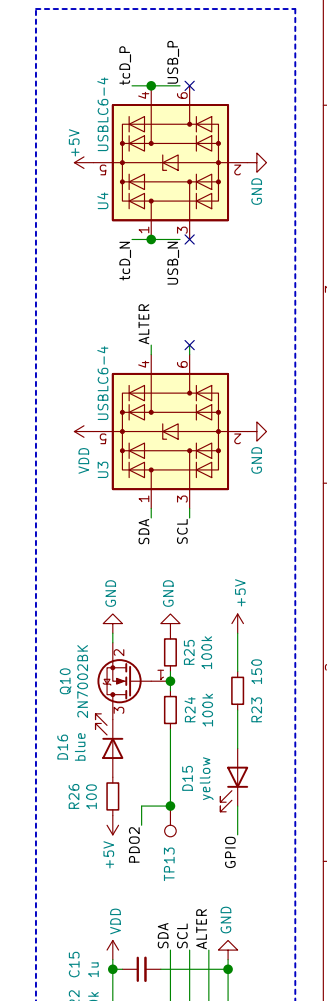 tcD_P
USB_P
4
6
USBLC6-4
+5V
5
2
U4
GND
1
3
tcD_N
USB_N
ALTER
4
6
USBLC6-4
VDD
5
2
U3
GND
1
3
SDA
SCL
GND
GND
+5V
Q10
2N7002BK
2
1
3
R25
100k
R24
100k
R23 150
D16
blue
R26
100
D15
yellow
+5V
PD02
TP13
GPIO
VDD
SDA
SCL
ALTER
GND
C15
1u